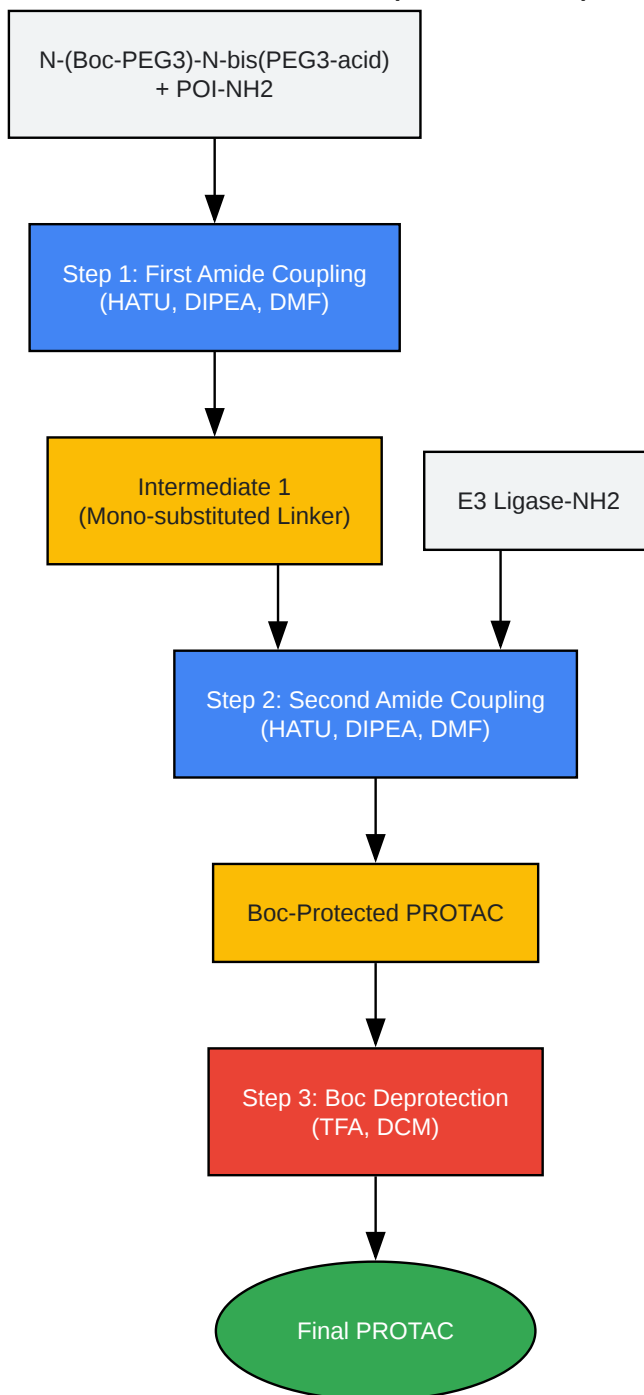 N-(Boc-PEG3)-N-bis(PEG3-acid)
+ POI-NH2
Step 1: First Amide Coupling
(HATU, DIPEA, DMF)
Intermediate 1
(Mono-substituted Linker)
E3 Ligase-NH2
Step 2: Second Amide Coupling
(HATU, DIPEA, DMF)
Boc-Protected PROTAC
Step 3: Boc Deprotection
(TFA, DCM)
Final PROTAC